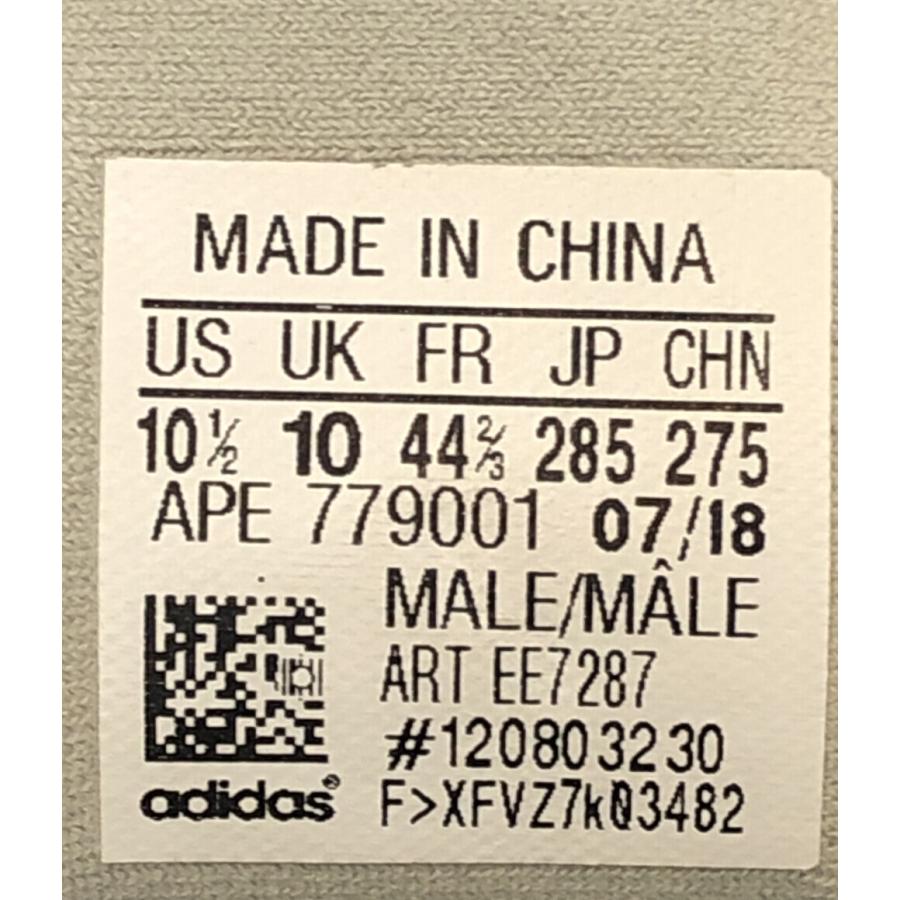 MADE IN CHINA
US UK FR JP CHN
10½ 10 44⅔ 285 275
APE 779001 07/18
MALE/MÂLE
ART EE7287
#120803230
adidas® F>XFVZ7k03482